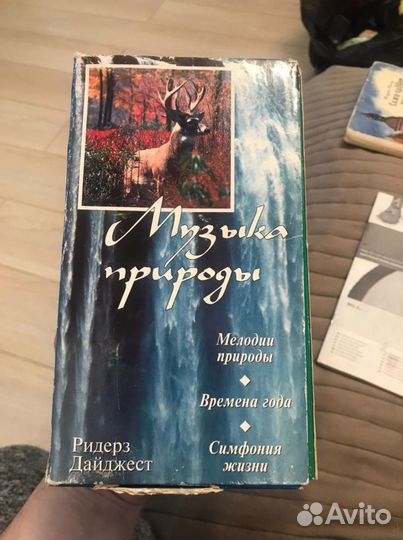 Музыка
природы
Мелодии
природы
Времена года
Симфония
жизни
Ридерз
Дайджест
Avito